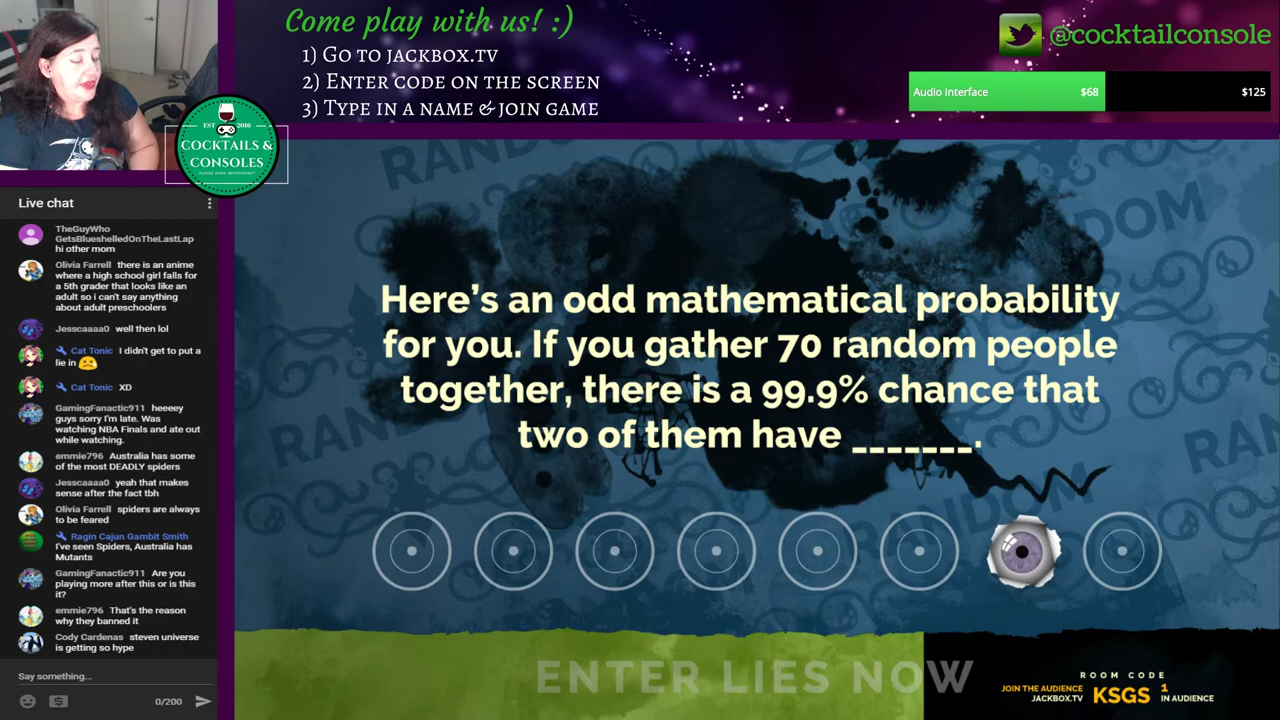 Come play with us! :)
1) Go to jackbox.tv
2) Enter code on the screen
3) Type in a name & join game
@cocktailconsole
Audio Interface $68 $125
EST 2016
COCKTAILS &
CONSOLES
Live chat
TheGuyWho
GetsBlueshelledOnTheLastLap
hi other mom
Olivia Farrell there is an anime
where a high school girl falls for
a 5th grader that looks like an
adult so i can't say anything
about adult preschoolers
Jesscaaaa0 well then lol
Cat Tonic I didn't get to put a
lie in
Cat Tonic XD
GamingFanactic911 heeeey
guys sorry I'm late. Was
watching NBA Finals and ate out
while watching.
emmie796 Australia has some
of the most DEADLY spiders
Jesscaaaa0 yeah that makes
sense after the fact tbh
Olivia Farrell spiders are always
to be feared
Ragin Cajun Gambit Smith
I've seen Spiders, Australia has
Mutants
GamingFanactic911 Are you
playing more after this or is this
it?
emmie796 That's the reason
why they banned it
Cody Cardenas steven universe
is getting so hype
Say something...
0/200
RANDOM
Here's an odd mathematical probability
for you. If you gather 70 random people
together, there is a 99.9% chance that
two of them have _______.
ENTER LIES NOW
ROOM CODE
JOIN THE AUDIENCE
JACKBOX.TV
KSGS
1
IN AUDIENCE